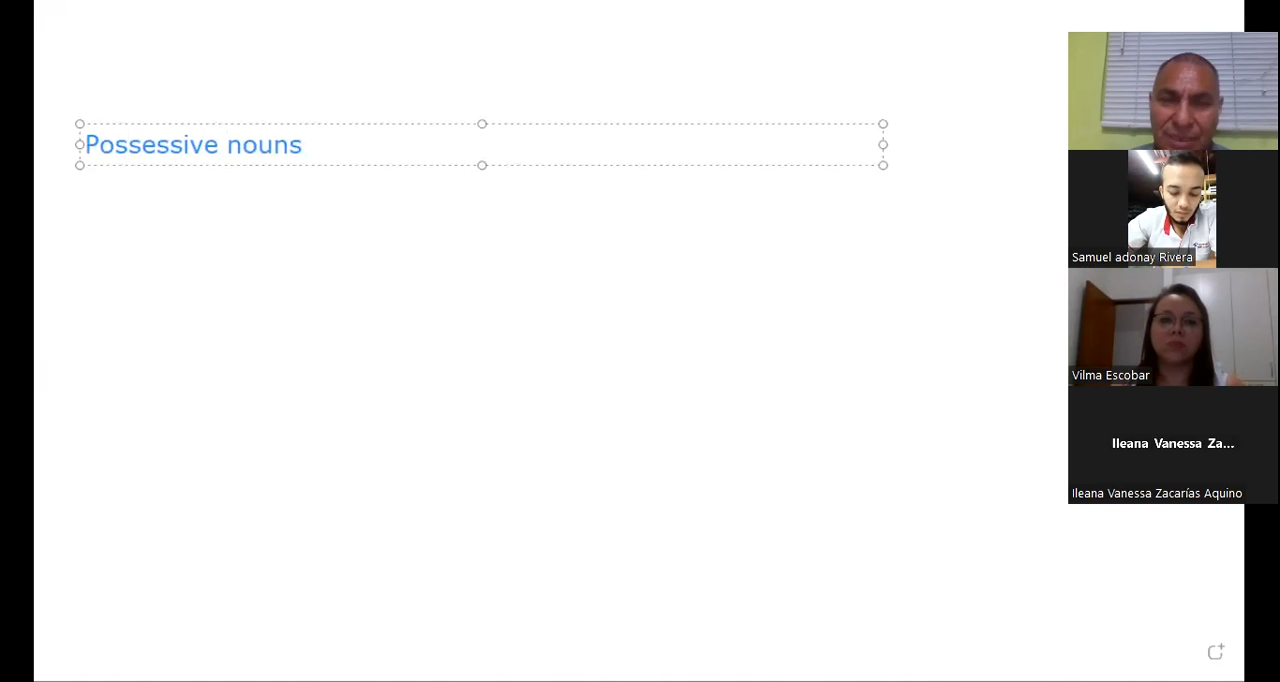 Possessive nouns
Samuel adonay Rivera
Vilma Escobar
Ileana Vanessa Za...
Ileana Vanessa Zacarías Aquino